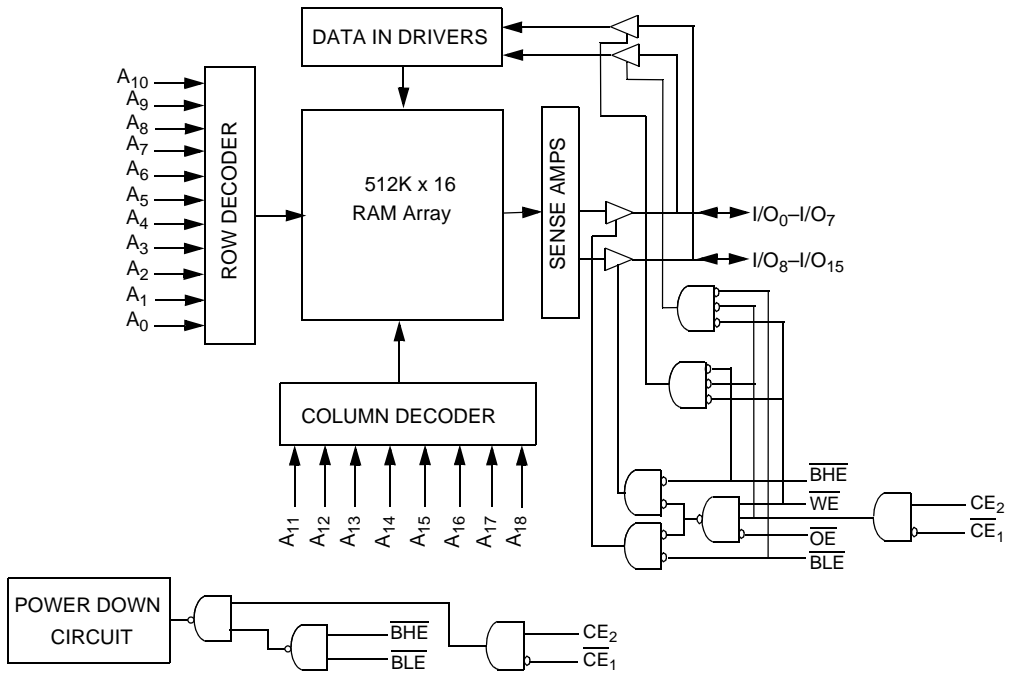 DATA IN DRIVERS
A10
A9
A8
A7
A6
A5
A4
A3
A2
A1
A0
ROW DECODER
512K x 16
RAM Array
SENSE AMPS
I/O0–I/O7
I/O8–I/O15
COLUMN DECODER
A11
A12
A13
A14
A15
A16
A17
A18
BHE
WE
OE
BLE
CE2
CE1
POWER DOWN
CIRCUIT
BHE
BLE
CE2
CE1